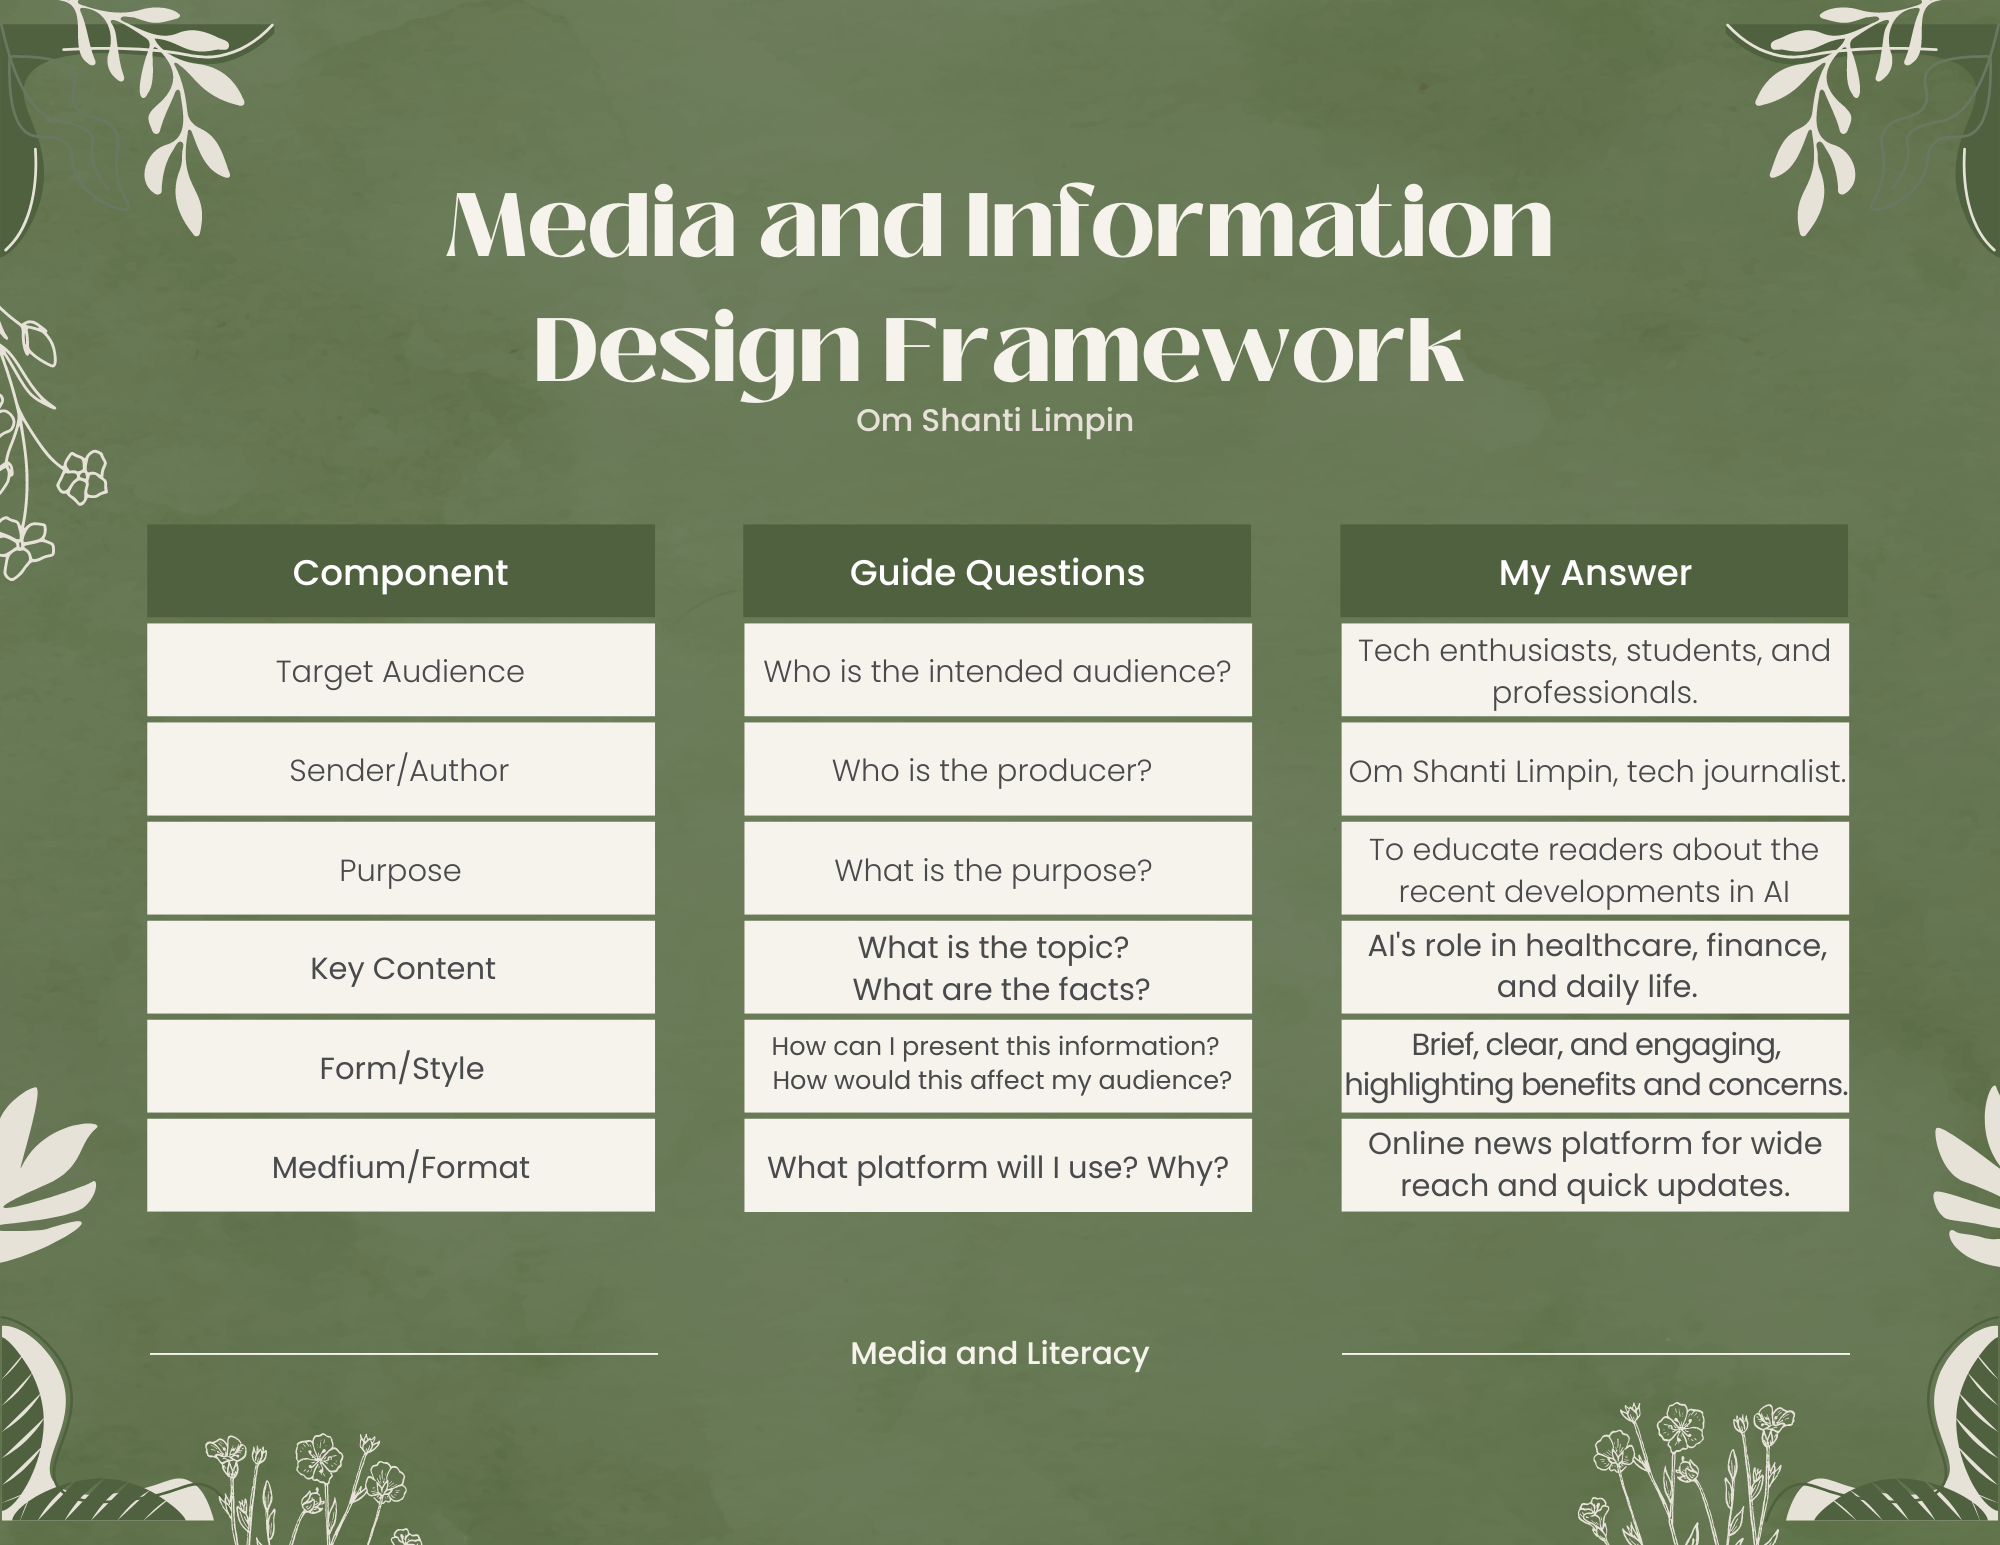 Media and Information
Design Framework
Om Shanti Limpin
Component
Guide Questions
My Answer
Target Audience
Who is the intended audience?
Tech enthusiasts, students, and
professionals.
Sender/Author
Who is the producer?
Om Shanti Limpin, tech journalist.
Purpose
What is the purpose?
To educate readers about the
recent developments in AI
Key Content
What is the topic?
What are the facts?
AI's role in healthcare, finance,
and daily life.
Form/Style
How can I present this information?
How would this affect my audience?
Brief, clear, and engaging,
highlighting benefits and concerns.
Medfium/Format
What platform will I use? Why?
Online news platform for wide
reach and quick updates.
Media and Literacy